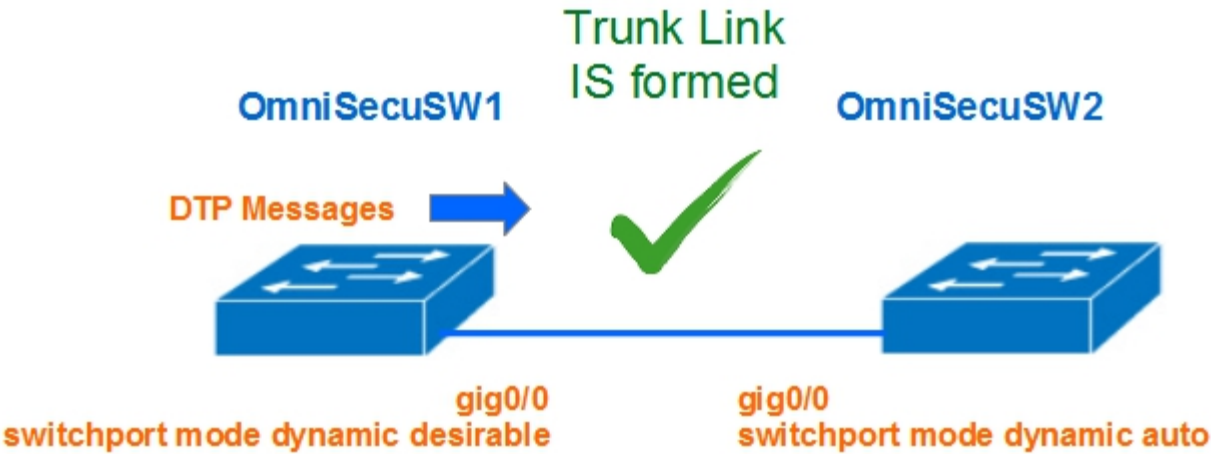 Trunk Link
IS formed
OmniSecuSW1
OmniSecuSW2
DTP Messages
gig0/0
switchport mode dynamic desirable
gig0/0
switchport mode dynamic auto